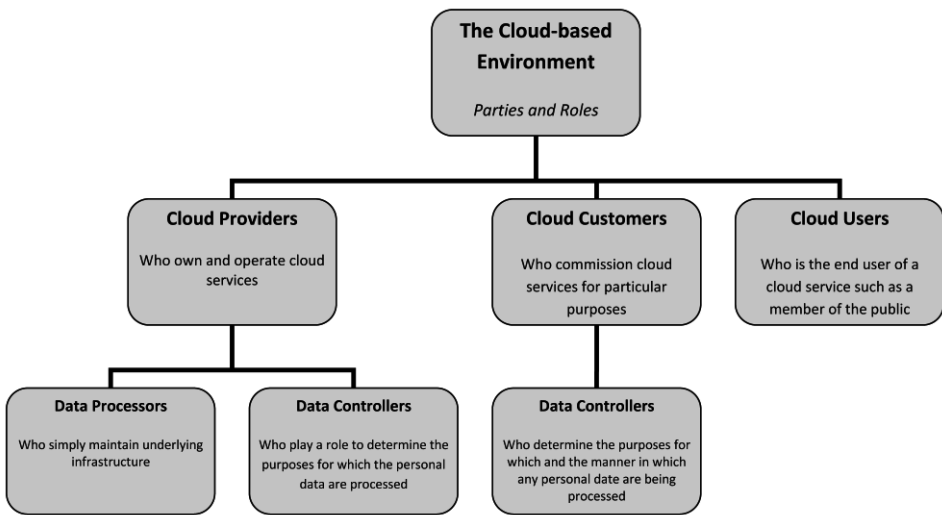 The Cloud-based
Environment
Parties and Roles
Cloud Providers
Who own and operate cloud
services
Cloud Customers
Who commission cloud
services for particular
purposes
Cloud Users
Who is the end user of a
cloud service such as a
member of the public
Data Processors
Who simply maintain underlying
infrastructure
Data Controllers
Who play a role to determine the
purposes for which the personal
data are processed
Data Controllers
Who determine the purposes for
which and the manner in which
any personal date are being
processed